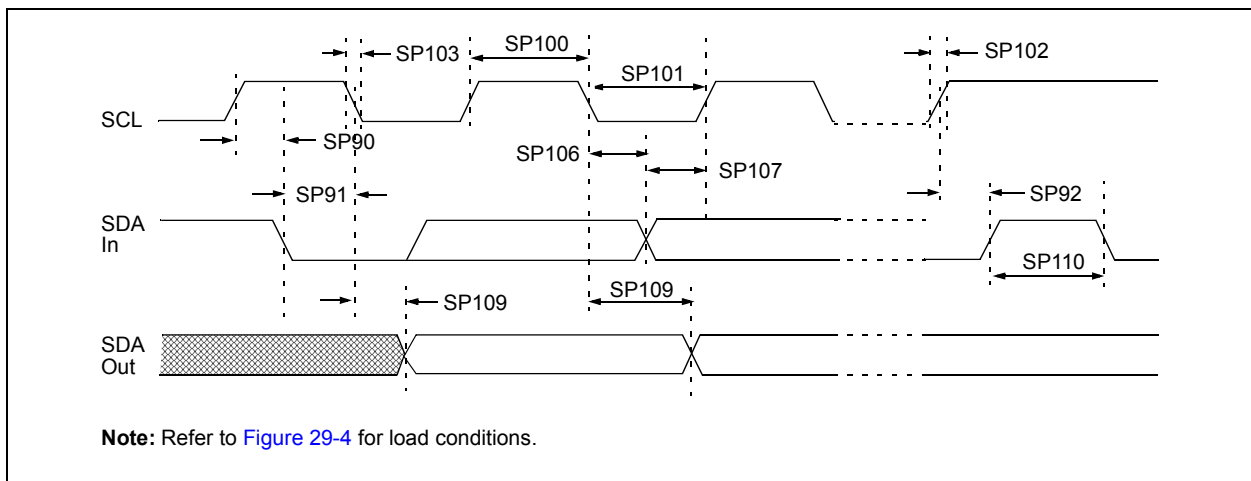 SP103
SP100
SP102
SP101
SCL
SP90
SP106
SP107
SP91
SP92
SDA
In
SP110
SP109
SP109
SDA
Out
Note: Refer to Figure 29-4 for load conditions.